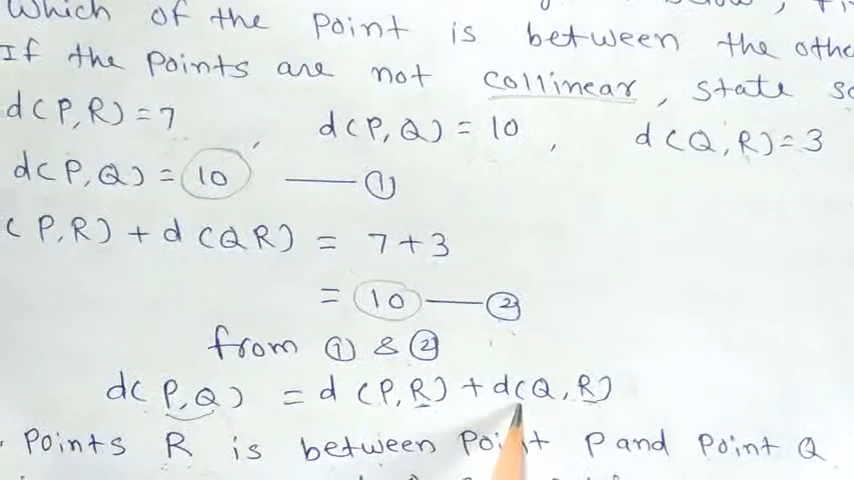 Which of the point is between the
If the points are not collinear, state
d(P,R)=7 d(P,Q) = 10 , d(Q,R)=3
d(P,Q) = 10 —— ①
(P,R) + d(QR) = 7+3
= 10 —— ②
from ① & ②
d(P,Q) = d(P,R) + d(Q,R)
Points R is between Point P and Point Q